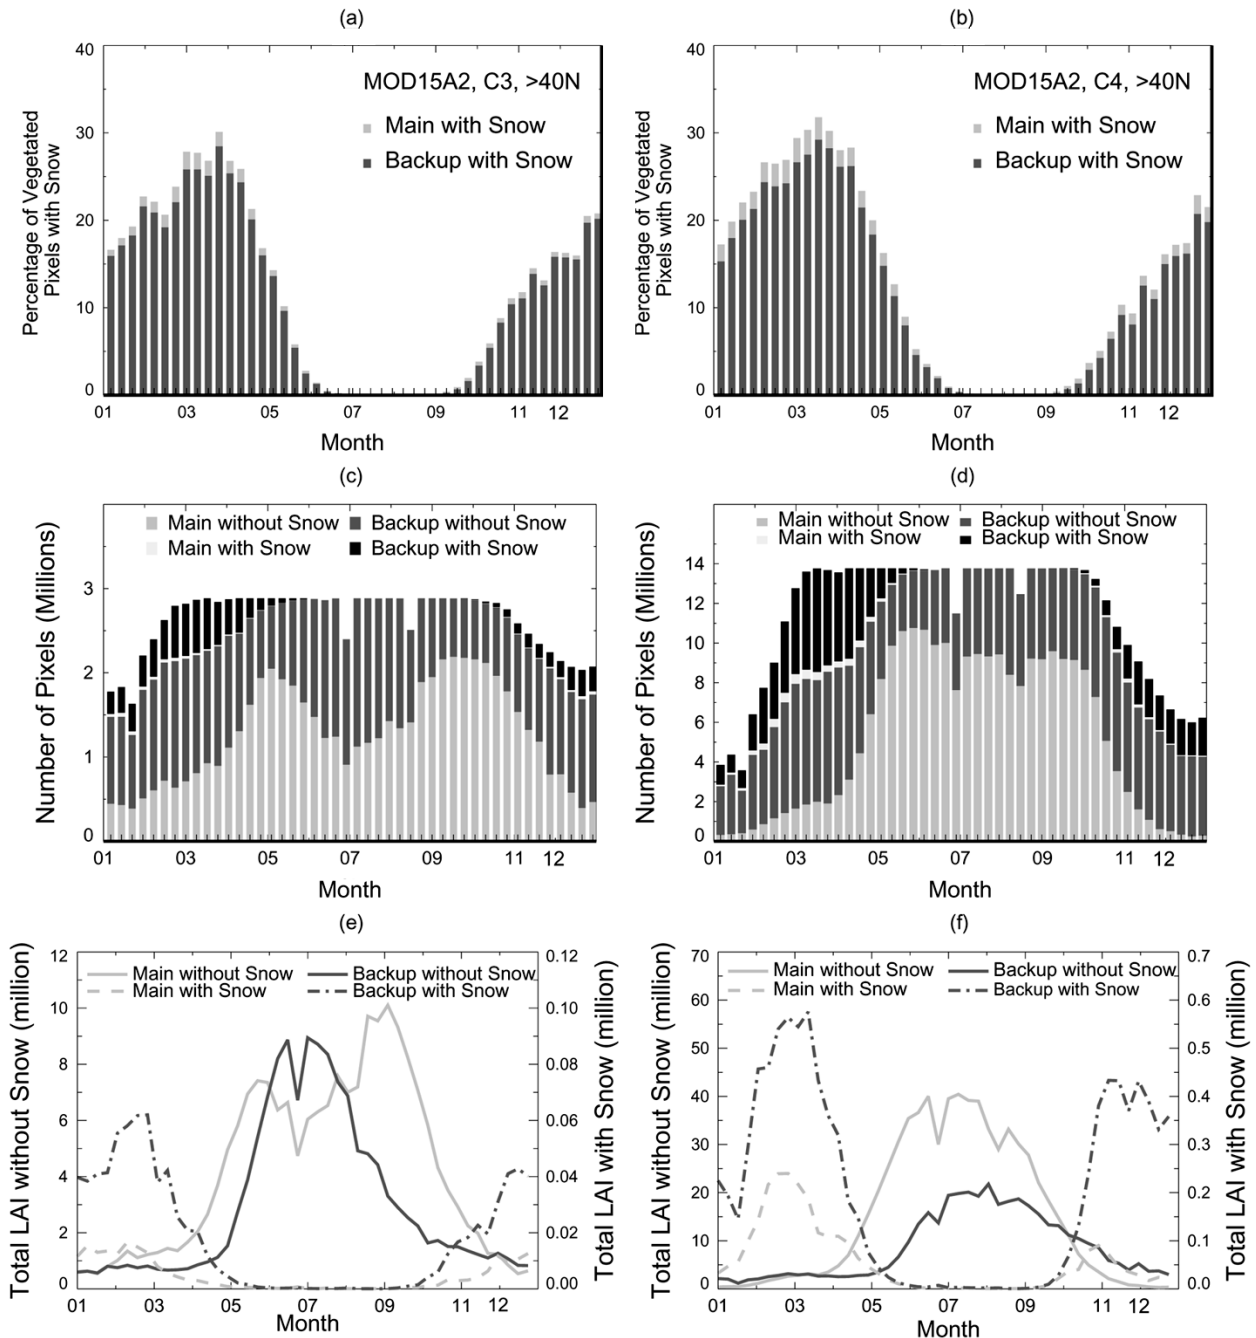 (a)
40
30
20
10
0
Percentage of Vegetated
Pixels with Snow
MOD15A2, C3, >40N
Main with Snow
Backup with Snow
01 03 05 07 09 11 12
Month
(b)
40
30
20
10
0
Percentage of Vegetated
Pixels with Snow
MOD15A2, C4, >40N
Main with Snow
Backup with Snow
01 03 05 07 09 11 12
Month
(c)
3
2
1
0
Number of Pixels (Millions)
Main without Snow Backup without Snow
Main with Snow Backup with Snow
01 03 05 07 09 11 12
Month
(d)
14
12
10
8
6
4
2
0
Number of Pixels (Millions)
Main without Snow Backup without Snow
Main with Snow Backup with Snow
01 03 05 07 09 11 12
Month
(e)
12
10
8
6
4
2
0
Total LAI without Snow (million)
Main without Snow Backup without Snow
Main with Snow Backup with Snow
0.12
0.10
0.08
0.06
0.04
0.02
0.00
Total LAI with Snow (million)
01 03 05 07 09 11 12
Month
(f)
70
60
50
40
30
20
10
0
Total LAI without Snow (million)
Main without Snow Backup without Snow
Main with Snow Backup with Snow
0.7
0.6
0.5
0.4
0.3
0.2
0.1
0.0
Total LAI with Snow (million)
01 03 05 07 09 11 12
Month